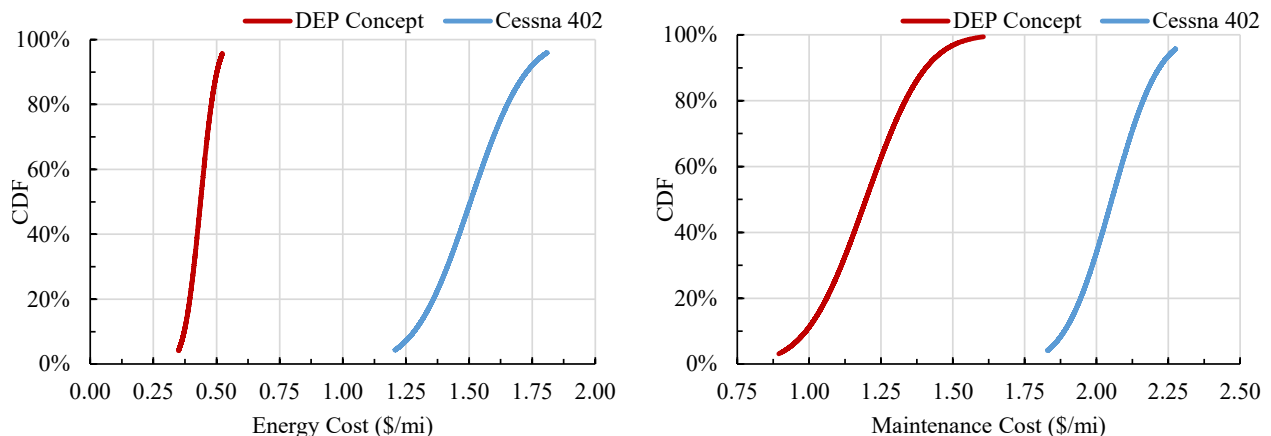 DEP Concept Cessna 402
100%
80%
60%
40%
20%
0%
CDF
0.00 0.25 0.50 0.75 1.00 1.25 1.50 1.75 2.00
Energy Cost ($/mi)
DEP Concept Cessna 402
100%
80%
60%
40%
20%
0%
CDF
0.75 1.00 1.25 1.50 1.75 2.00 2.25 2.50
Maintenance Cost ($/mi)